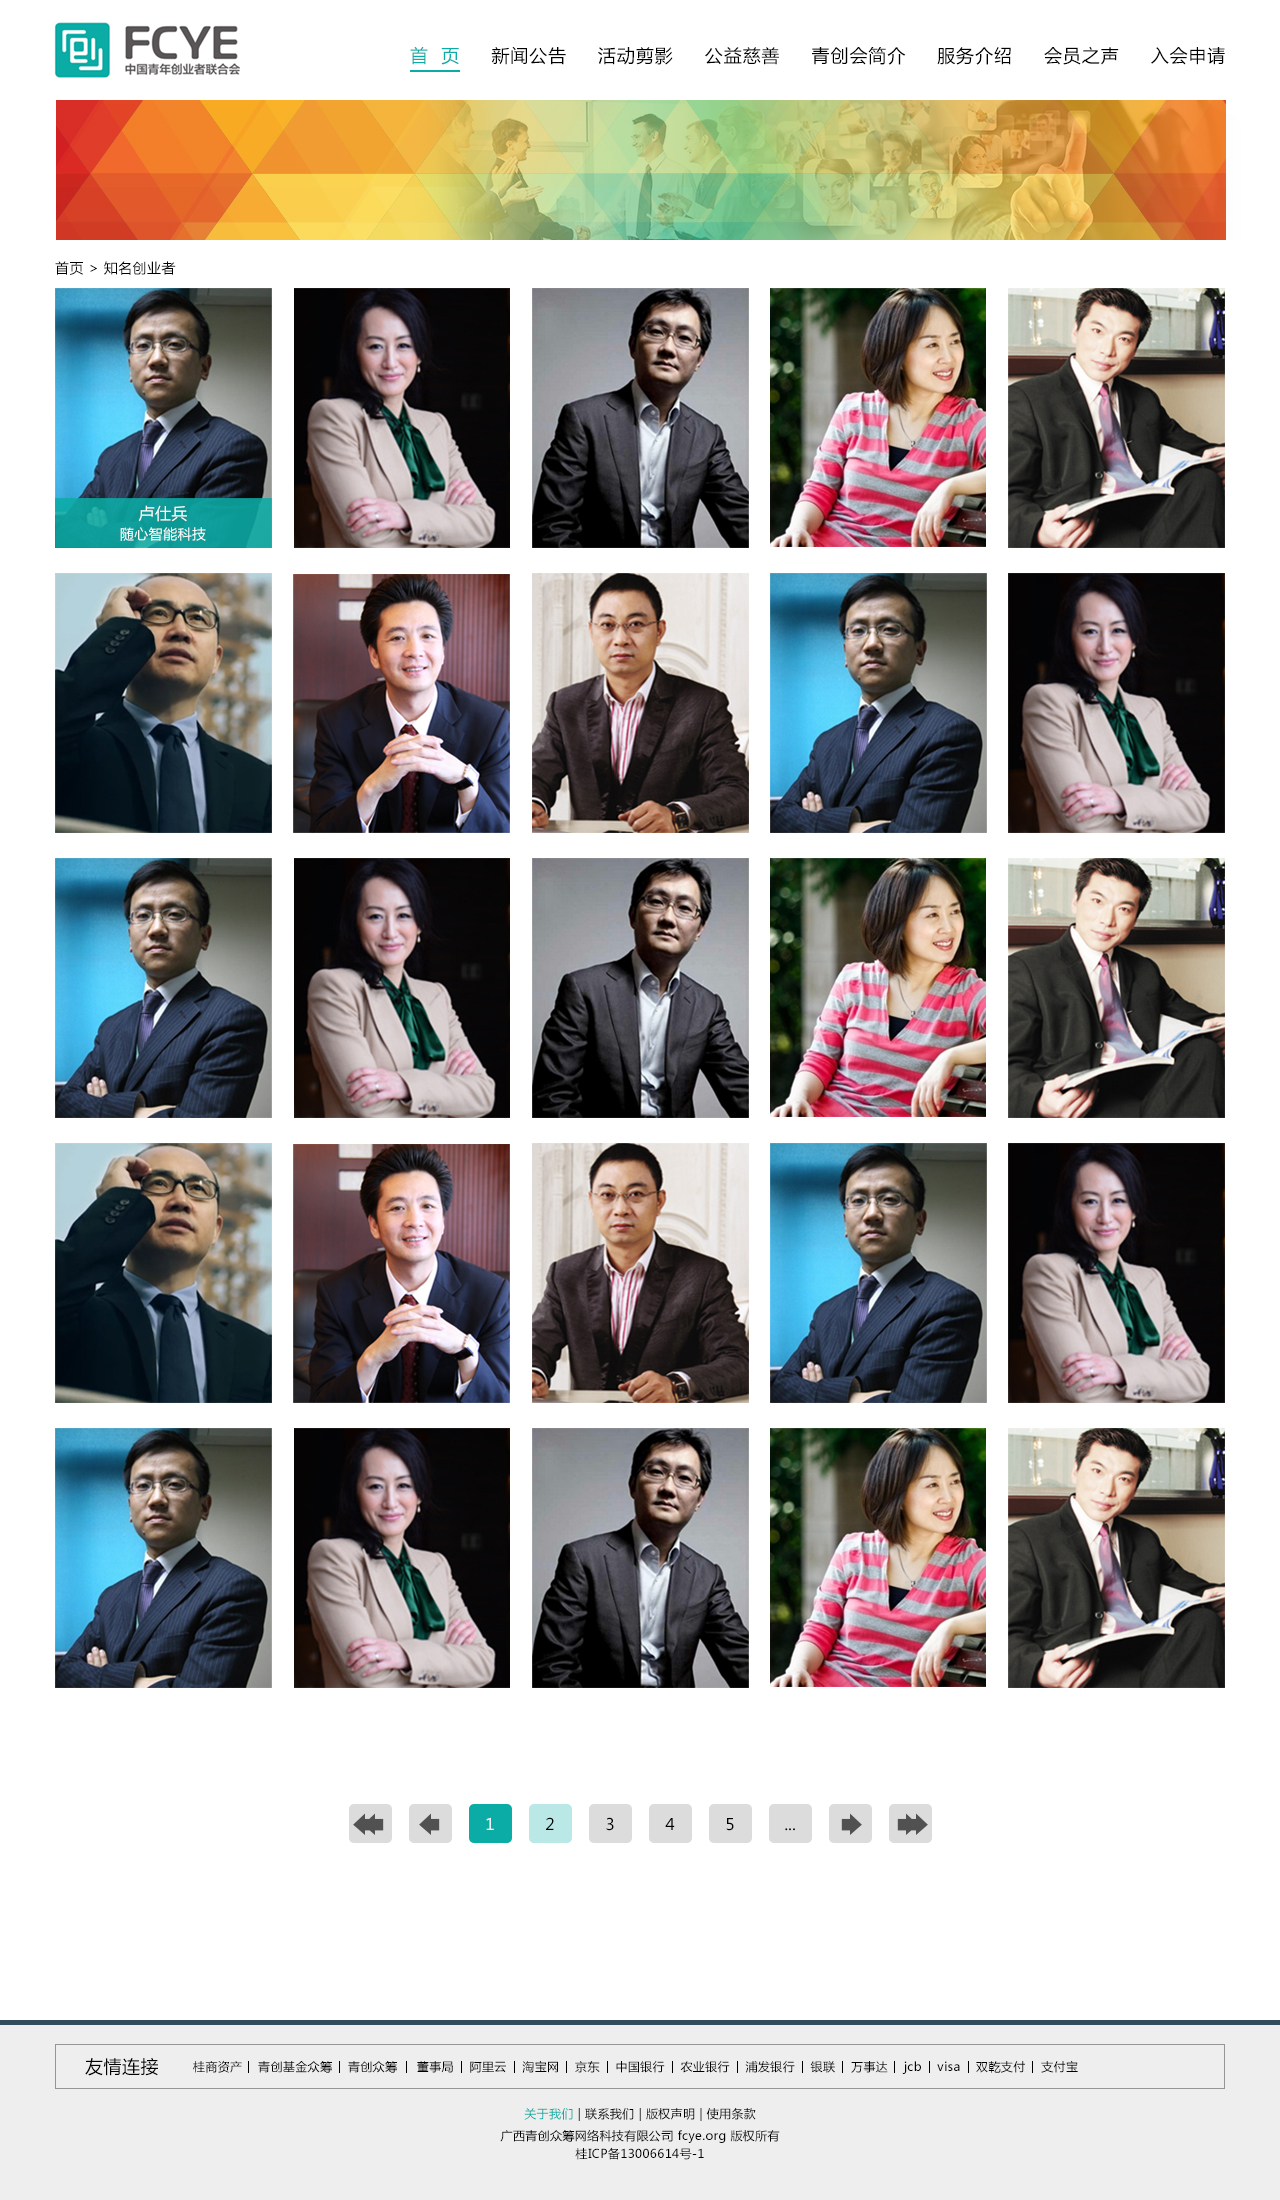 FCYE
中国青年创业者联合会
首 页 新闻公告 活动剪影 公益慈善 青创会简介 服务介绍 会员之声 入会申请
首页 > 知名创业者
卢仕兵
随心智能科技
1 2 3 4 5 ...
友情连接 桂商资产 | 青创基金众筹 | 青创众筹 | 董事局 | 阿里云 | 淘宝网 | 京东 | 中国银行 | 农业银行 | 浦发银行 | 银联 | 万事达 | jcb | visa | 双乾支付 | 支付宝
关于我们 | 联系我们 | 版权声明 | 使用条款
广西青创众筹网络科技有限公司 fcye.org 版权所有
桂ICP备13006614号-1